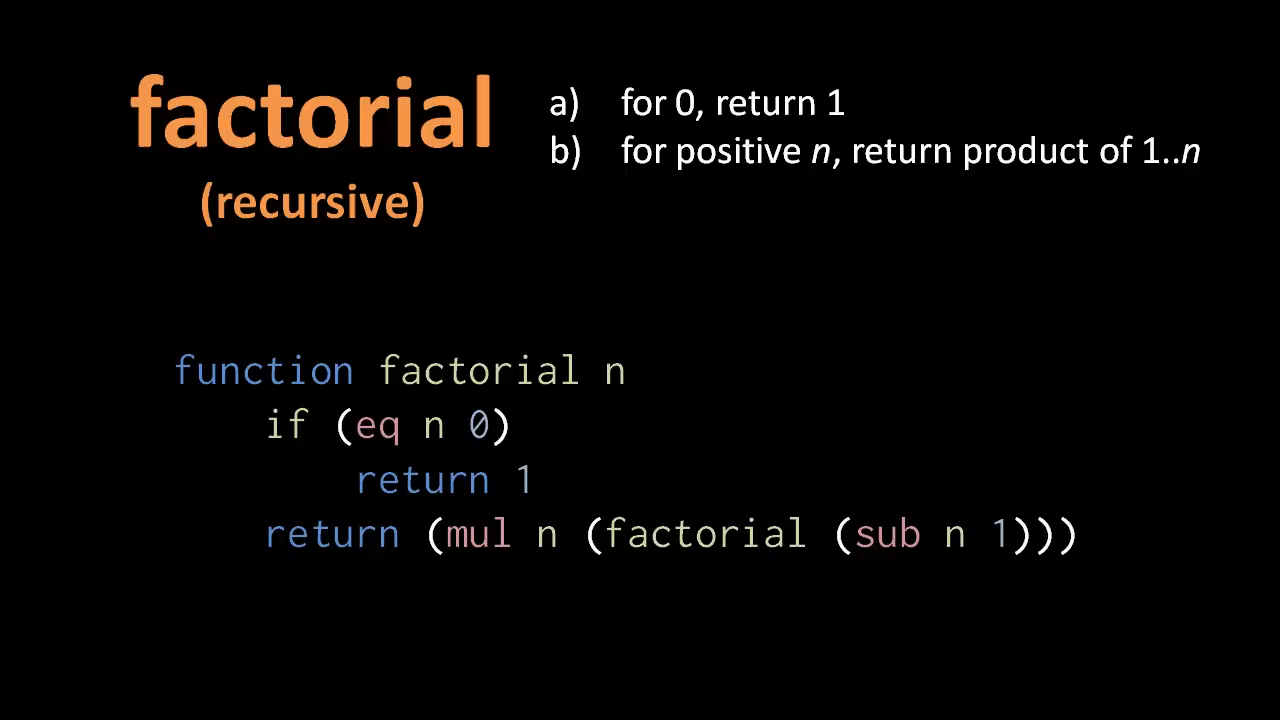 factorial
(recursive)
a) for 0, return 1
b) for positive n, return product of 1..n
function factorial n
    if (eq n 0)
        return 1
    return (mul n (factorial (sub n 1)))